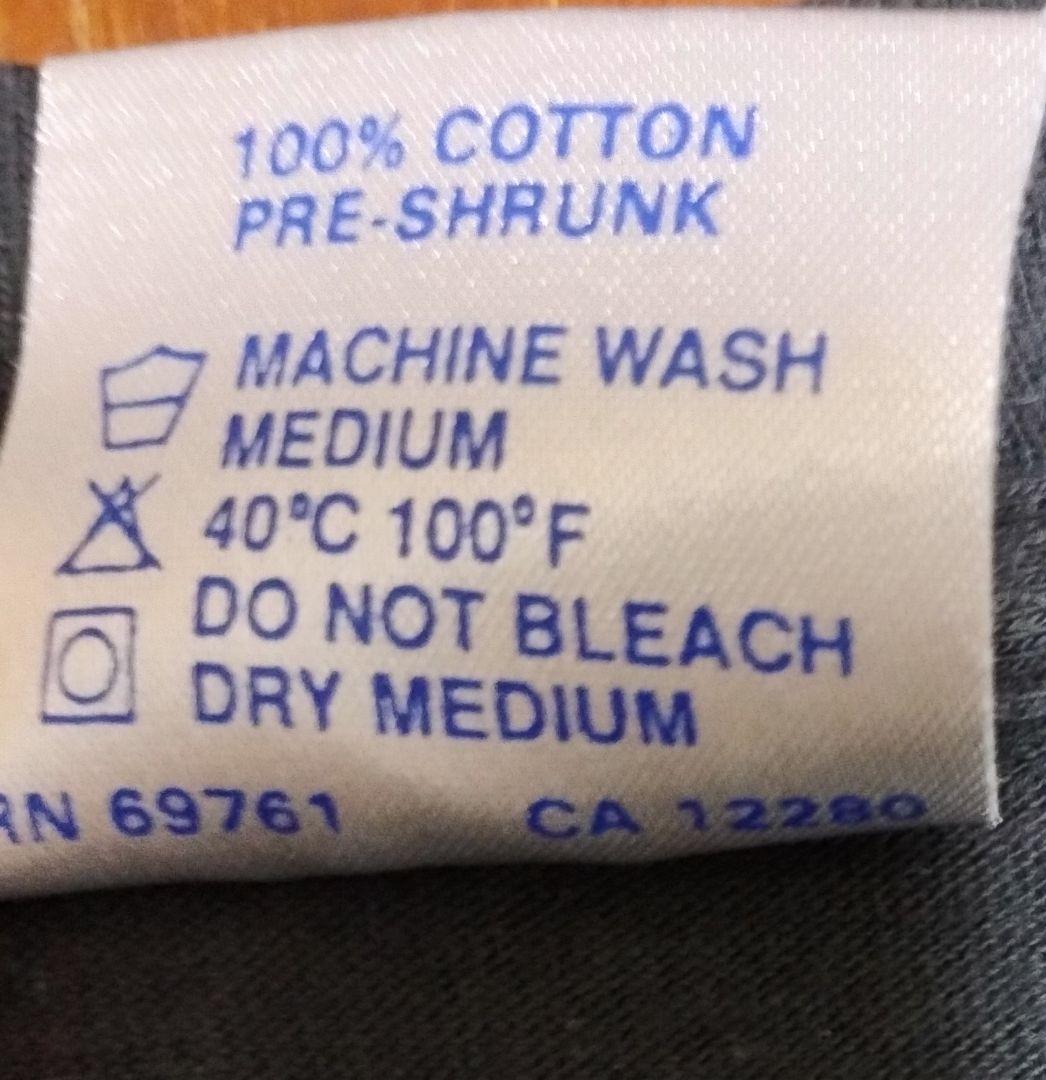 100% COTTON
PRE-SHRUNK
MACHINE WASH
MEDIUM
40°C 100°F
DO NOT BLEACH
DRY MEDIUM
RN 69761 CA 12280